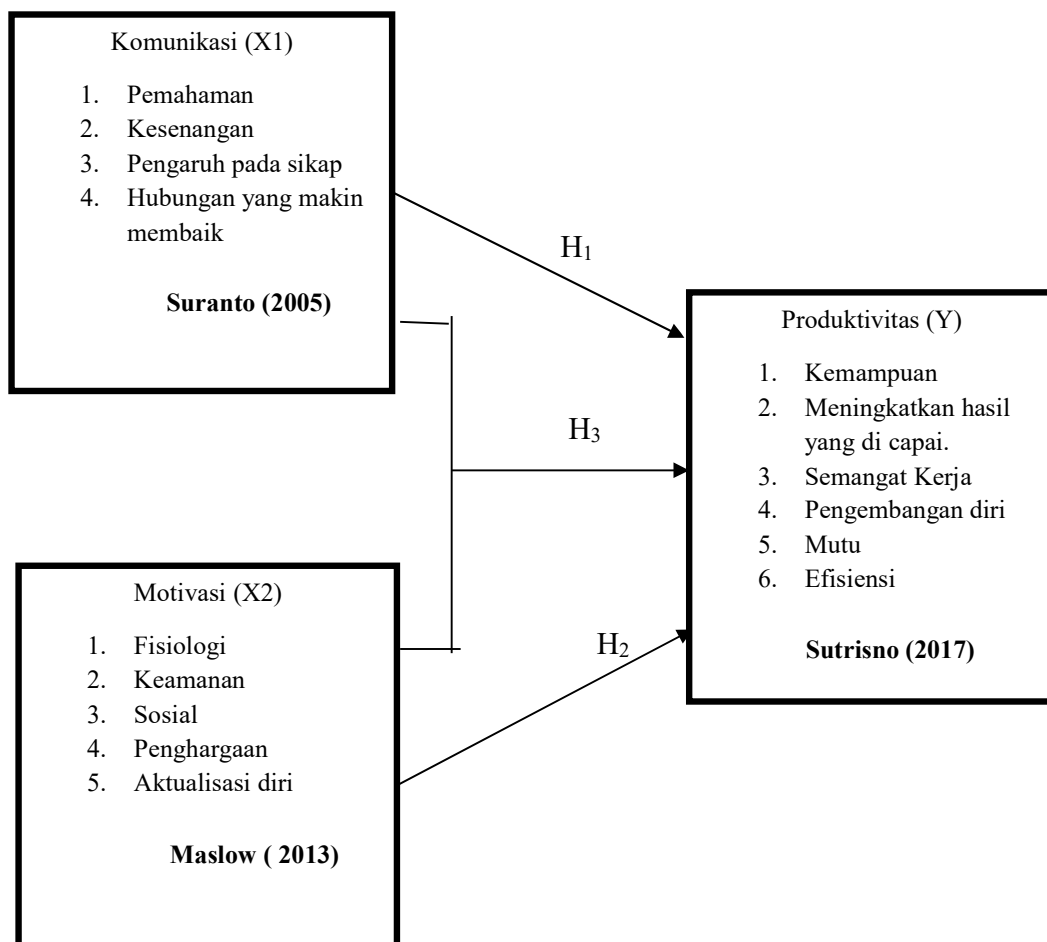 Komunikasi (X1)
1. Pemahaman
2. Kesenangan
3. Pengaruh pada sikap
4. Hubungan yang makin
membaik
Suranto (2005)
H₁
Produktivitas (Y)
1. Kemampuan
2. Meningkatkan hasil
yang di capai.
3. Semangat Kerja
4. Pengembangan diri
5. Mutu
6. Efisiensi
Sutrisno (2017)
H₃
Motivasi (X2)
1. Fisiologi
2. Keamanan
3. Sosial
4. Penghargaan
5. Aktualisasi diri
Maslow ( 2013)
H₂